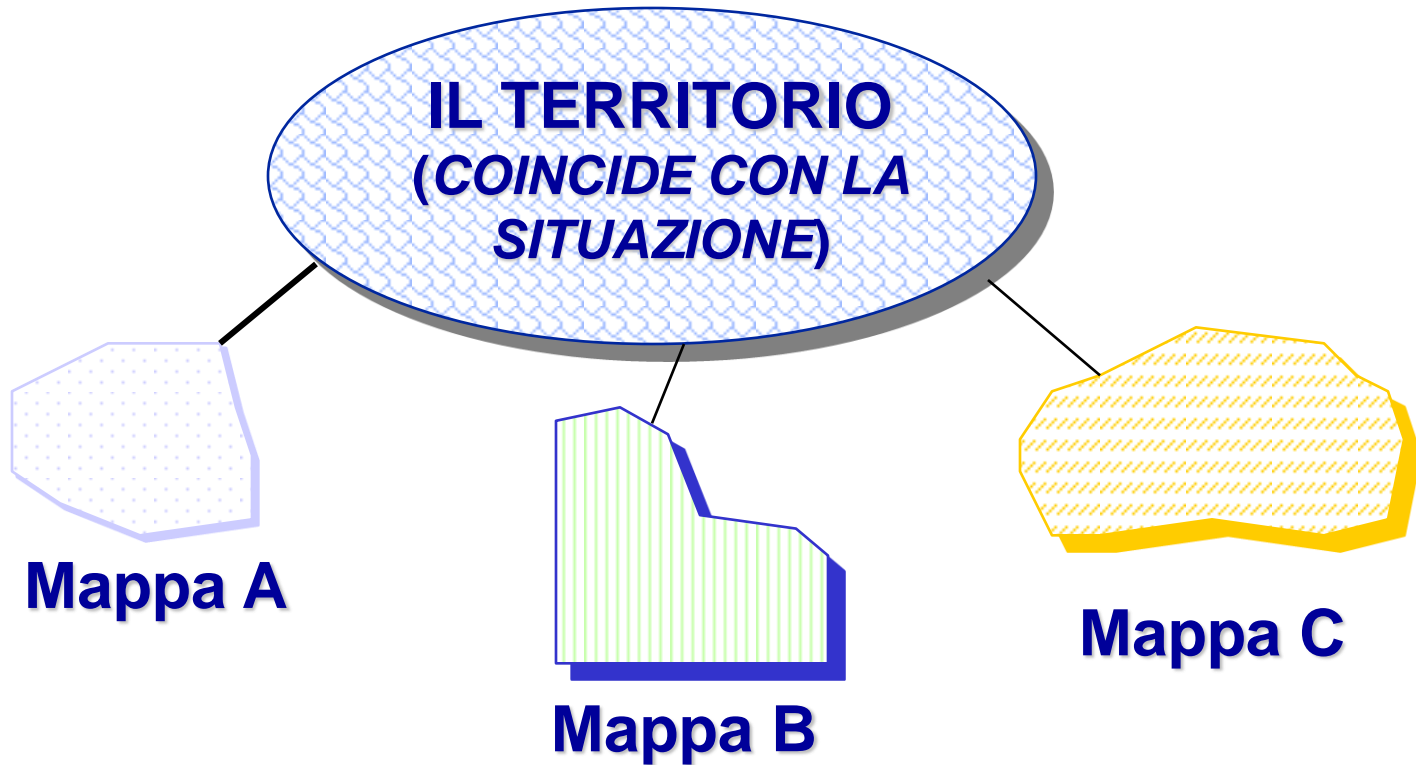 IL TERRITORIO
(COINCIDE CON LA
SITUAZIONE)
Mappa A
Mappa B
Mappa C